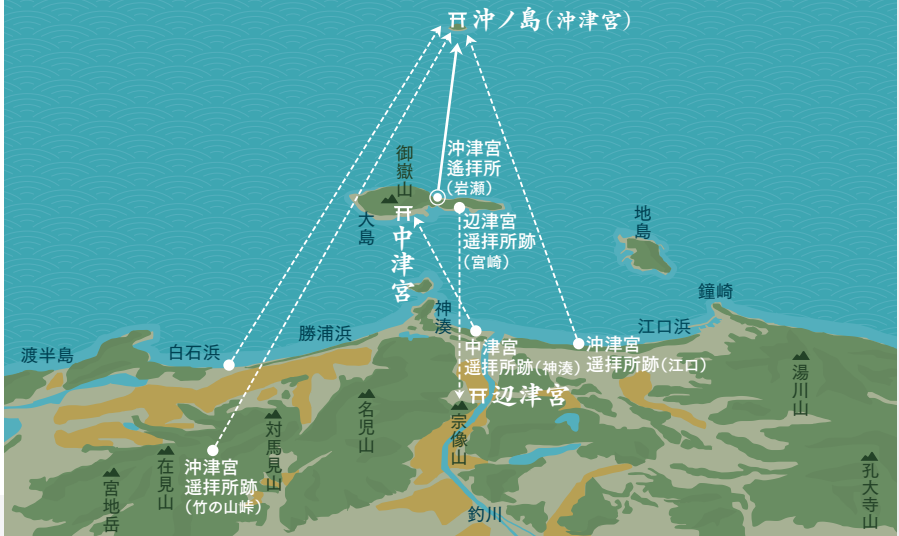 沖ノ島(沖津宮)
沖津宮
遙拝所
(岩瀬)
御嶽山
大島
中津宮
辺津宮
遥拝所跡
(宮崎)
地島
鐘崎
神湊
勝浦浜
江口浜
渡半島
白石浜
中津宮
遥拝所跡(神湊)
沖津宮
遥拝所跡(江口)
辺津宮
宗像山
名児山
対馬見山
在見山
宮地岳
沖津宮
遥拝所跡
(竹の山峠)
湯川山
孔大寺山
釣川